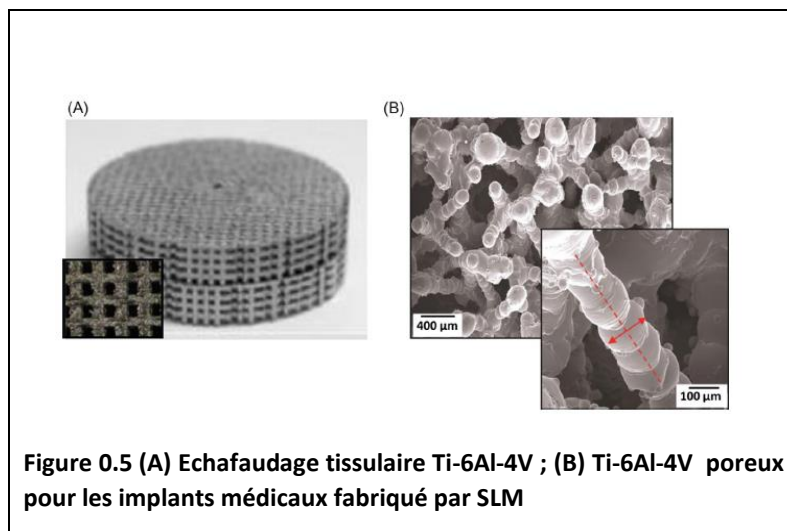 (A)
(B)
400 µm
100 µm
Figure 0.5 (A) Echafaudage tissulaire Ti-6Al-4V ; (B) Ti-6Al-4V poreux
pour les implants médicaux fabriqué par SLM